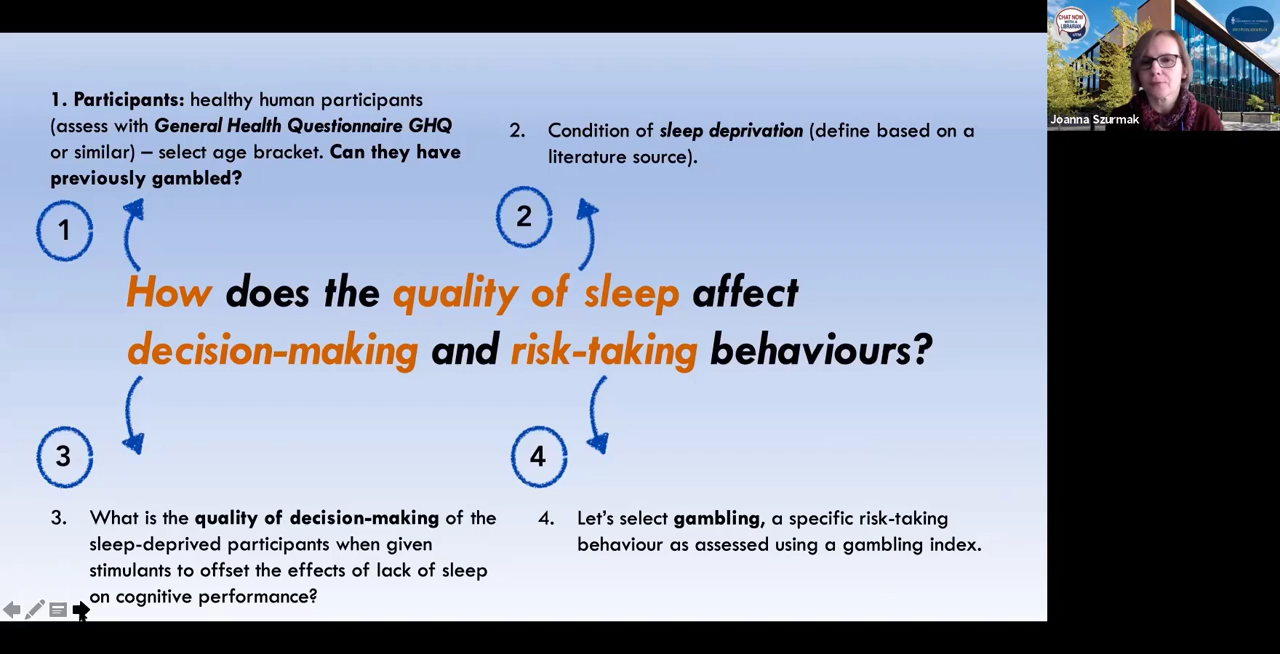 1. Participants: healthy human participants
(assess with General Health Questionnaire GHQ
or similar) – select age bracket. Can they have
previously gambled?
2. Condition of sleep deprivation (define based on a
literature source).
1
2
How does the quality of sleep affect
decision-making and risk-taking behaviours?
3
4
3. What is the quality of decision-making of the
sleep-deprived participants when given
stimulants to offset the effects of lack of sleep
on cognitive performance?
4. Let's select gambling, a specific risk-taking
behaviour as assessed using a gambling index.
CHAT NOW
WITH A
LIBRARIAN
Joanna Szurmak